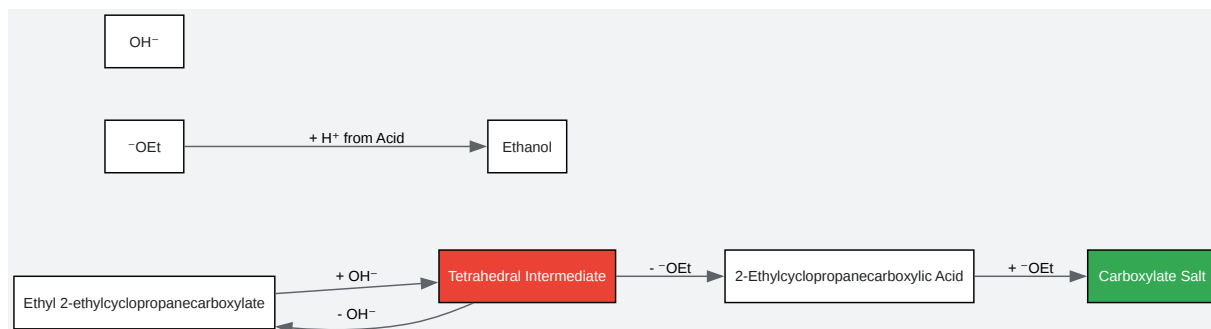 OH⁻
⁻OEt
+ H⁺ from Acid
Ethanol
Ethyl 2-ethylcyclopropanecarboxylate
+ OH⁻
- OH⁻
Tetrahedral Intermediate
- ⁻OEt
2-Ethylcyclopropanecarboxylic Acid
+ ⁻OEt
Carboxylate Salt